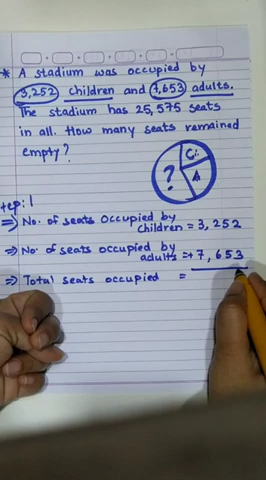 * A stadium was occupied by
3,252 children and 7,653 adults.
The stadium has 25,575 seats
in all. How many seats remained
empty?
C:
?
A
tep: 1
⇒ No. of seats Occupied by
children = 3,252
⇒ No. of seats occupied by
adults = + 7,653
⇒ Total seats occupied =